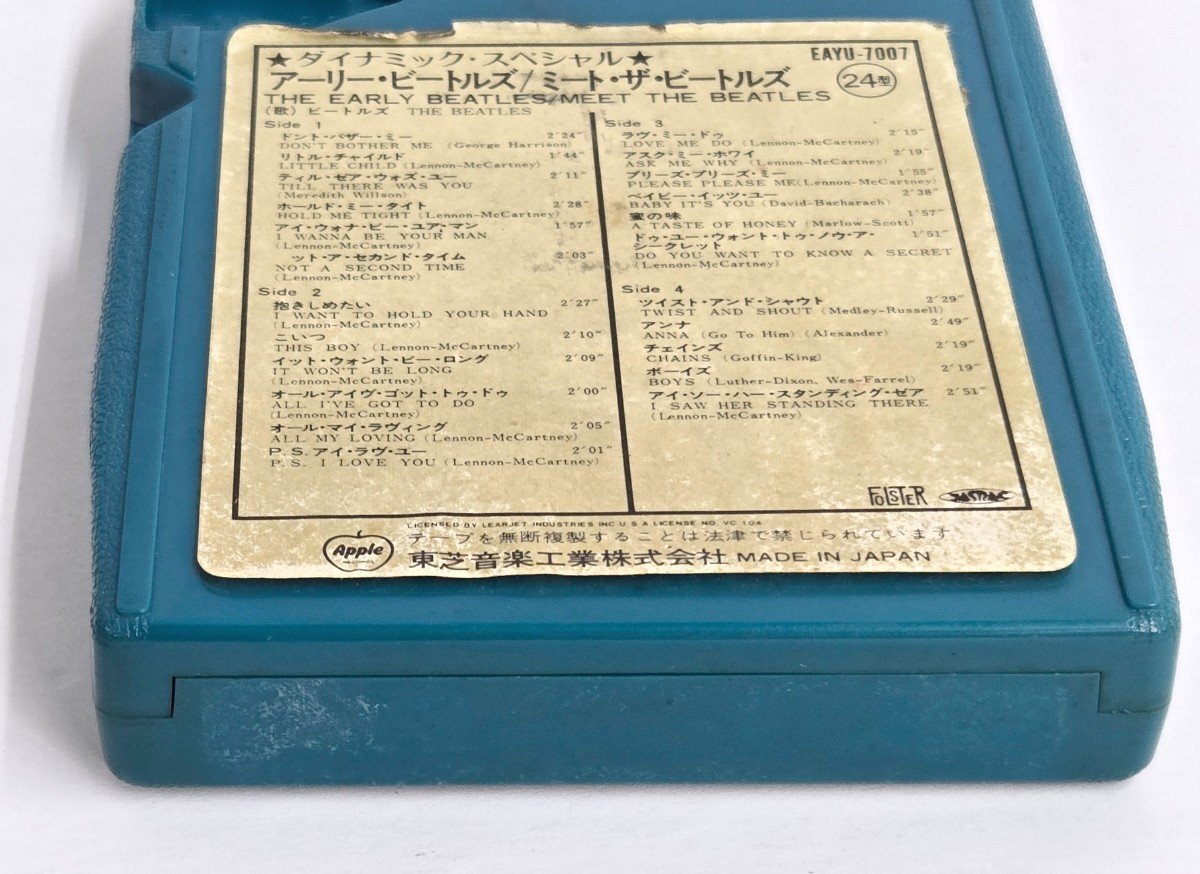 ★ダイナミック・スペシャル★
EAYU-7007
アーリー・ビートルズ/ミート・ザ・ビートルズ
24型
THE EARLY BEATLES/MEET THE BEATLES
(歌) ビートルズ THE BEATLES
Side 1
ドント・バザー・ミー 2'24"
DON'T BOTHER ME (George Harrison)
リトル・チャイルド 1'44"
LITTLE CHILD (Lennon-McCartney)
ティル・ゼア・ウォズ・ユー 2'11"
TILL THERE WAS YOU
(Meredith Willson)
ホールド・ミー・タイト 2'28"
HOLD ME TIGHT (Lennon-McCartney)
アイ・ウォナ・ビー・ユア・マン 1'57"
I WANNA BE YOUR MAN
(Lennon-McCartney)
ット・ア・セカンド・タイム 2'03"
NOT A SECOND TIME
(Lennon-McCartney)
Side 2
抱きしめたい 2'27"
I WANT TO HOLD YOUR HAND
(Lennon-McCartney)
こいつ 2'10"
THIS BOY (Lennon-McCartney)
イット・ウォント・ビー・ロング 2'09"
IT WON'T BE LONG
(Lennon-McCartney)
オール・アイヴ・ゴット・トゥ・ドゥ 2'00"
ALL I'VE GOT TO DO
(Lennon-McCartney)
オール・マイ・ラヴィング 2'05"
ALL MY LOVING (Lennon-McCartney)
P.S.アイ・ラヴ・ユー 2'01"
P.S. I LOVE YOU (Lennon-McCartney)
Side 3
ラヴ・ミー・ドゥ 2'15"
LOVE ME DO (Lennon-McCartney)
アスク・ミー・ホワイ 2'19"
ASK ME WHY (Lennon-McCartney)
プリーズ・プリーズ・ミー 1'55"
PLEASE PLEASE ME(Lennon-McCartney)
ベイビー・イッツ・ユー 2'38"
BABY IT'S YOU (David-Bacharach)
蜜の味 1'57"
A TASTE OF HONEY (Marlow-Scott)
ドゥ・ユー・ウォント・トゥ・ノウ・ア・ 1'51"
シークレット
DO YOU WANT TO KNOW A SECRET
(Lennon-McCartney)
Side 4
ツイスト・アンド・シャウト 2'29"
TWIST AND SHOUT (Medley-Russell)
アンナ 2'49"
ANNA (Go To Him) (Alexander)
チェインズ 2'19"
CHAINS (Goffin-King)
ボーイズ 2'19"
BOYS (Luther-Dixon, Wes-Farrel)
アイ・ソー・ハー・スタンディング・ゼア 2'51"
I SAW HER STANDING THERE
(Lennon-McCartney)
FOLSTER JASRAC
LICENSED BY LEARJET INDUSTRIES INC U S A LICENSE NO. VC 104
Apple RECORDS
テープを無断複製することは法律で禁じられています
東芝音楽工業株式会社 MADE IN JAPAN